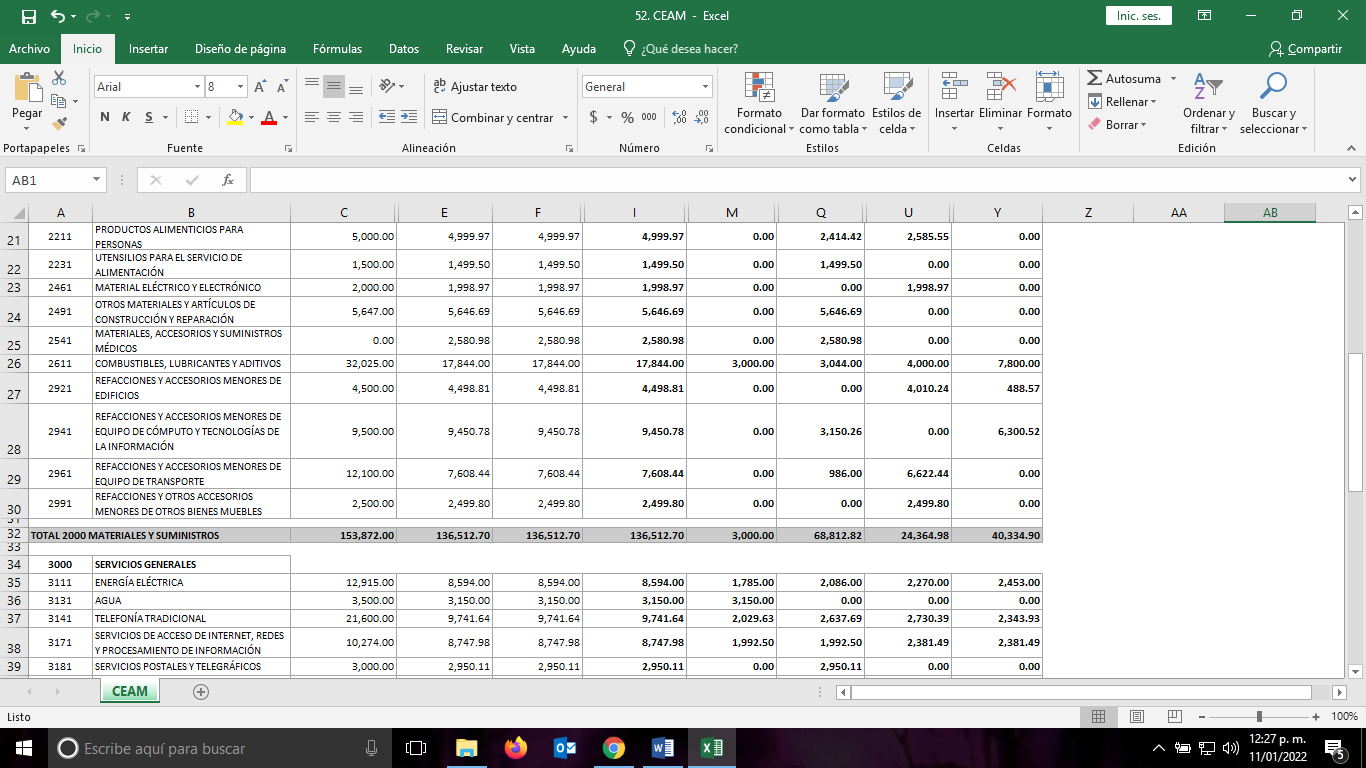 52. CEAM - Excel
Inic. ses.
Archivo Inicio Insertar Diseño de página Fórmulas Datos Revisar Vista Ayuda ¿Qué desea hacer? Compartir
Pegar
Arial 8
N K S
Ajustar texto
Combinar y centrar
General
$ % 000
Formato condicional
Dar formato como tabla
Estilos de celda
Insertar Eliminar Formato
Autosuma
Rellenar
Borrar
Ordenar y filtrar
Buscar y seleccionar
Portapapeles Fuente Alineación Número Estilos Celdas Edición
AB1 fx
A B C E F I M Q U Y Z AA AB
21 2211 PRODUCTOS ALIMENTICIOS PARA PERSONAS 5,000.00 4,999.97 4,999.97 4,999.97 0.00 2,414.42 2,585.55 0.00
22 2231 UTENSILIOS PARA EL SERVICIO DE ALIMENTACIÓN 1,500.00 1,499.50 1,499.50 1,499.50 0.00 1,499.50 0.00 0.00
23 2461 MATERIAL ELÉCTRICO Y ELECTRÓNICO 2,000.00 1,998.97 1,998.97 1,998.97 0.00 0.00 1,998.97 0.00
24 2491 OTROS MATERIALES Y ARTÍCULOS DE CONSTRUCCIÓN Y REPARACIÓN 5,647.00 5,646.69 5,646.69 5,646.69 0.00 5,646.69 0.00 0.00
25 2541 MATERIALES, ACCESORIOS Y SUMINISTROS MÉDICOS 0.00 2,580.98 2,580.98 2,580.98 0.00 2,580.98 0.00 0.00
26 2611 COMBUSTIBLES, LUBRICANTES Y ADITIVOS 32,025.00 17,844.00 17,844.00 17,844.00 3,000.00 3,044.00 4,000.00 7,800.00
27 2921 REFACCIONES Y ACCESORIOS MENORES DE EDIFICIOS 4,500.00 4,498.81 4,498.81 4,498.81 0.00 0.00 4,010.24 488.57
28 2941 REFACCIONES Y ACCESORIOS MENORES DE EQUIPO DE CÓMPUTO Y TECNOLOGÍAS DE LA INFORMACIÓN 9,500.00 9,450.78 9,450.78 9,450.78 0.00 3,150.26 0.00 6,300.52
29 2961 REFACCIONES Y ACCESORIOS MENORES DE EQUIPO DE TRANSPORTE 12,100.00 7,608.44 7,608.44 7,608.44 0.00 986.00 6,622.44 0.00
30 2991 REFACCIONES Y OTROS ACCESORIOS MENORES DE OTROS BIENES MUEBLES 2,500.00 2,499.80 2,499.80 2,499.80 0.00 0.00 2,499.80 0.00
31
32 TOTAL 2000 MATERIALES Y SUMINISTROS 153,872.00 136,512.70 136,512.70 136,512.70 3,000.00 68,812.82 24,364.98 40,334.90
33
34 3000 SERVICIOS GENERALES
35 3111 ENERGÍA ELÉCTRICA 12,915.00 8,594.00 8,594.00 8,594.00 1,785.00 2,086.00 2,270.00 2,453.00
36 3131 AGUA 3,500.00 3,150.00 3,150.00 3,150.00 3,150.00 0.00 0.00 0.00
37 3141 TELEFONÍA TRADICIONAL 21,600.00 9,741.64 9,741.64 9,741.64 2,029.63 2,637.69 2,730.39 2,343.93
38 3171 SERVICIOS DE ACCESO DE INTERNET, REDES Y PROCESAMIENTO DE INFORMACIÓN 10,274.00 8,747.98 8,747.98 8,747.98 1,992.50 1,992.50 2,381.49 2,381.49
39 3181 SERVICIOS POSTALES Y TELEGRÁFICOS 3,000.00 2,950.11 2,950.11 2,950.11 0.00 2,950.11 0.00 0.00
CEAM
Listo
100%
Escribe aquí para buscar
12:27 p. m.
11/01/2022
5